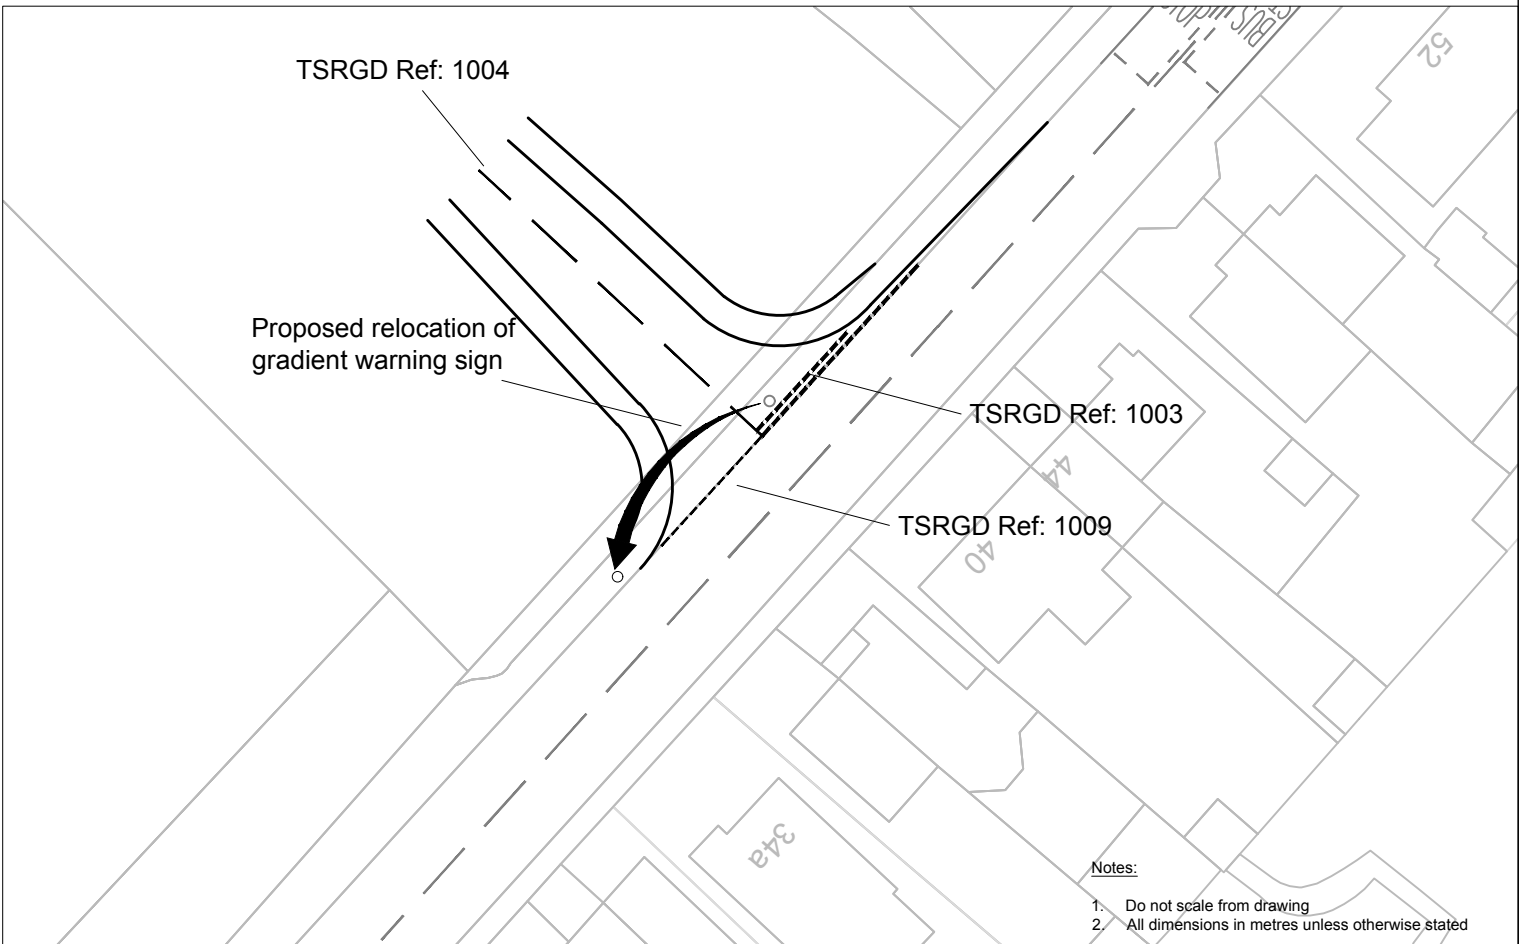 BUS
52
TSRGD Ref: 1004
Proposed relocation of
gradient warning sign
TSRGD Ref: 1003
44
TSRGD Ref: 1009
40
34a
Notes:
1. Do not scale from drawing
2. All dimensions in metres unless otherwise stated